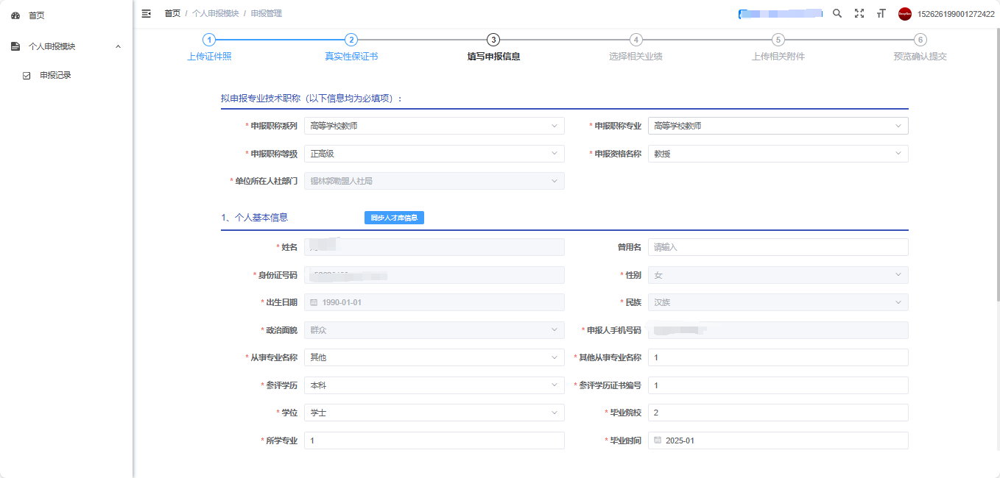 首页
个人申报模块
申报记录
首页 / 个人申报模块 / 申报管理
152626199001272422
1 2 3 4 5 6
上传证件照 真实性保证书 填写申报信息 选择相关业绩 上传相关附件 预览确认提交
拟申报专业技术职称（以下信息均为必填项）:
* 申报职称系列 高等学校教师 * 申报职称专业 高等学校教师
* 申报职称等级 正高级 * 申报资格名称 教授
* 单位所在人社部门 锡林郭勒盟人社局
1、个人基本信息 同步人才库信息
* 姓名 曾用名 请输入
* 身份证号码 * 性别 女
* 出生日期 1990-01-01 * 民族 汉族
* 政治面貌 群众 * 申报人手机号码
* 从事专业名称 其他 * 其他从事专业名称 1
* 参评学历 本科 * 参评学历证书编号 1
* 学位 学士 * 毕业院校 2
* 所学专业 1 * 毕业时间 2025-01